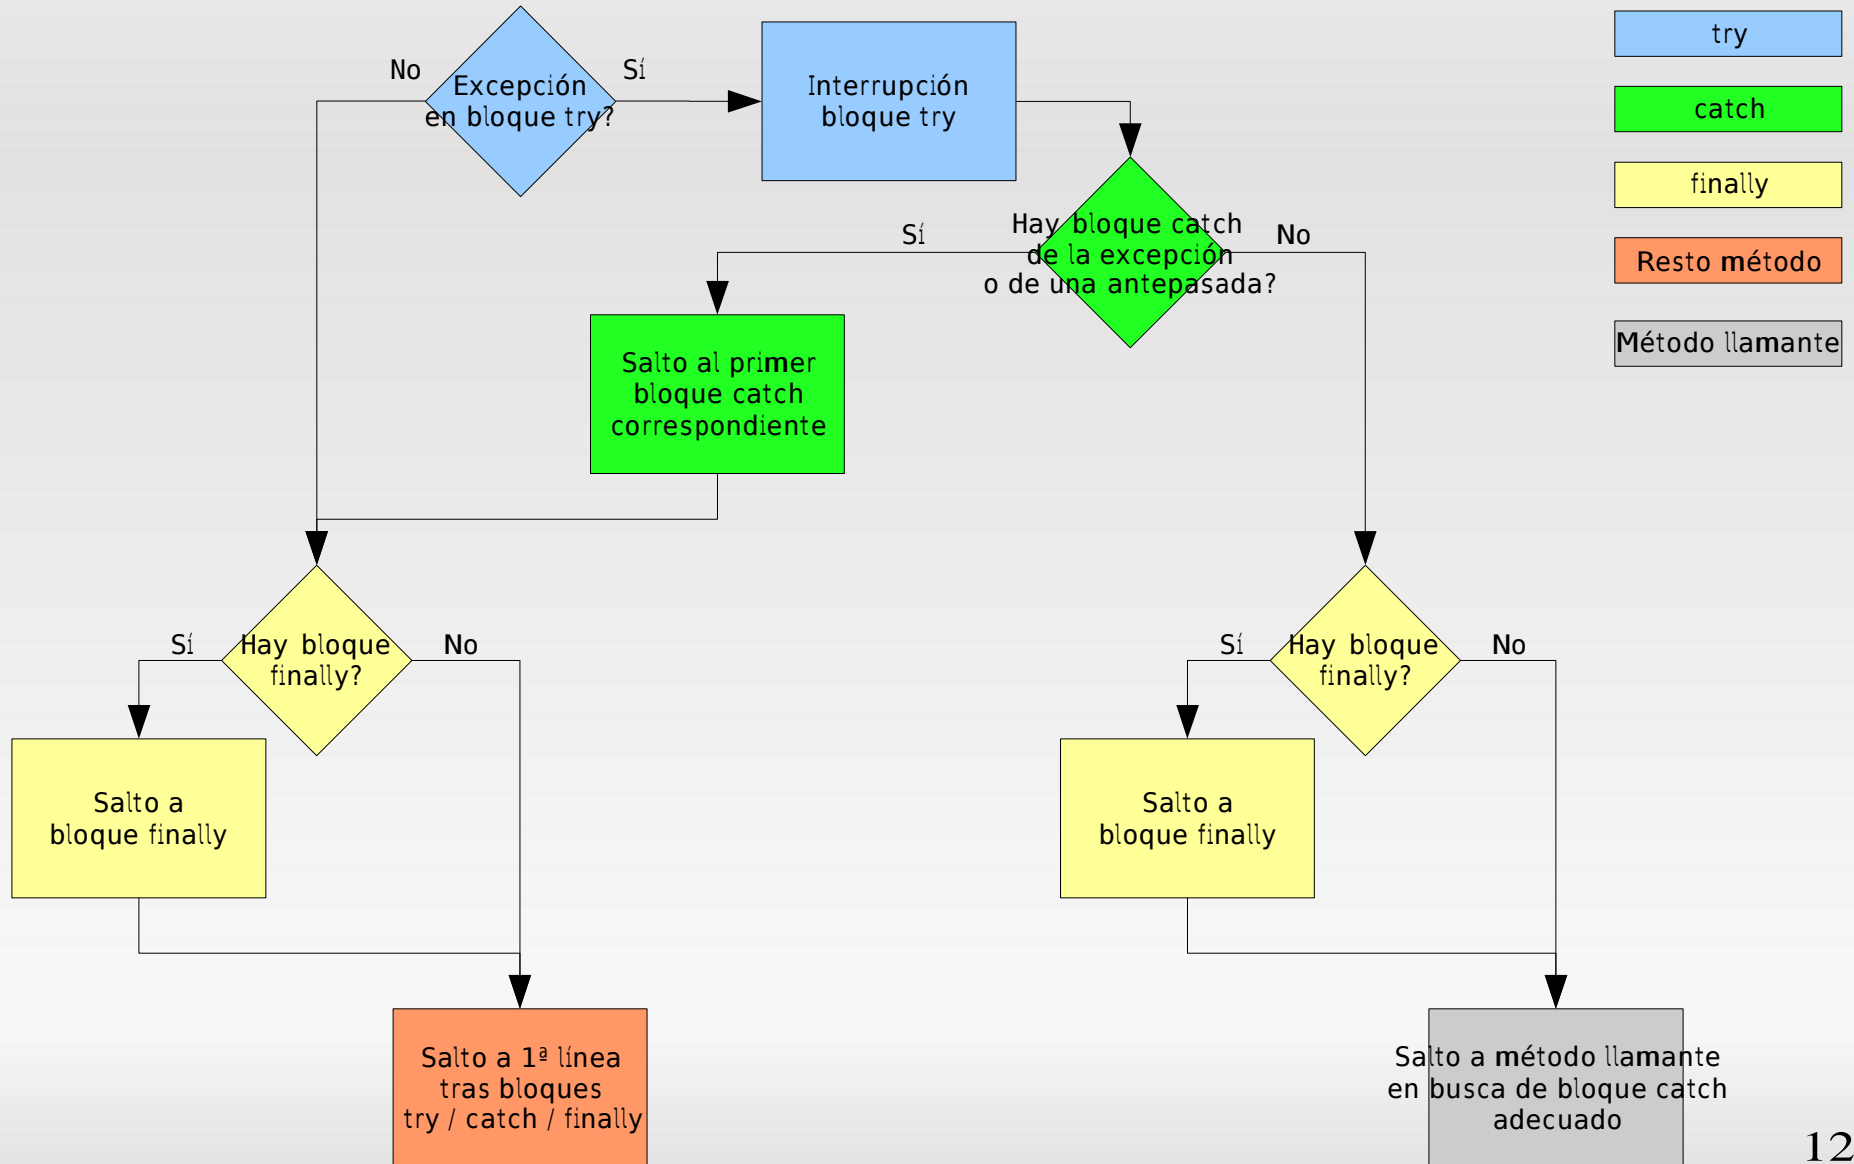 No
Excepción
en bloque try?
Sí
Interrupción
bloque try
try
catch
finally
Resto método
Método llamante
Sí
Hay bloque catch
de la excepción
o de una antepasada?
No
Salto al primer
bloque catch
correspondiente
Sí
Hay bloque
finally?
No
Sí
Hay bloque
finally?
No
Salto a
bloque finally
Salto a
bloque finally
Salto a 1ª línea
tras bloques
try / catch / finally
Salto a método llamante
en busca de bloque catch
adecuado
12